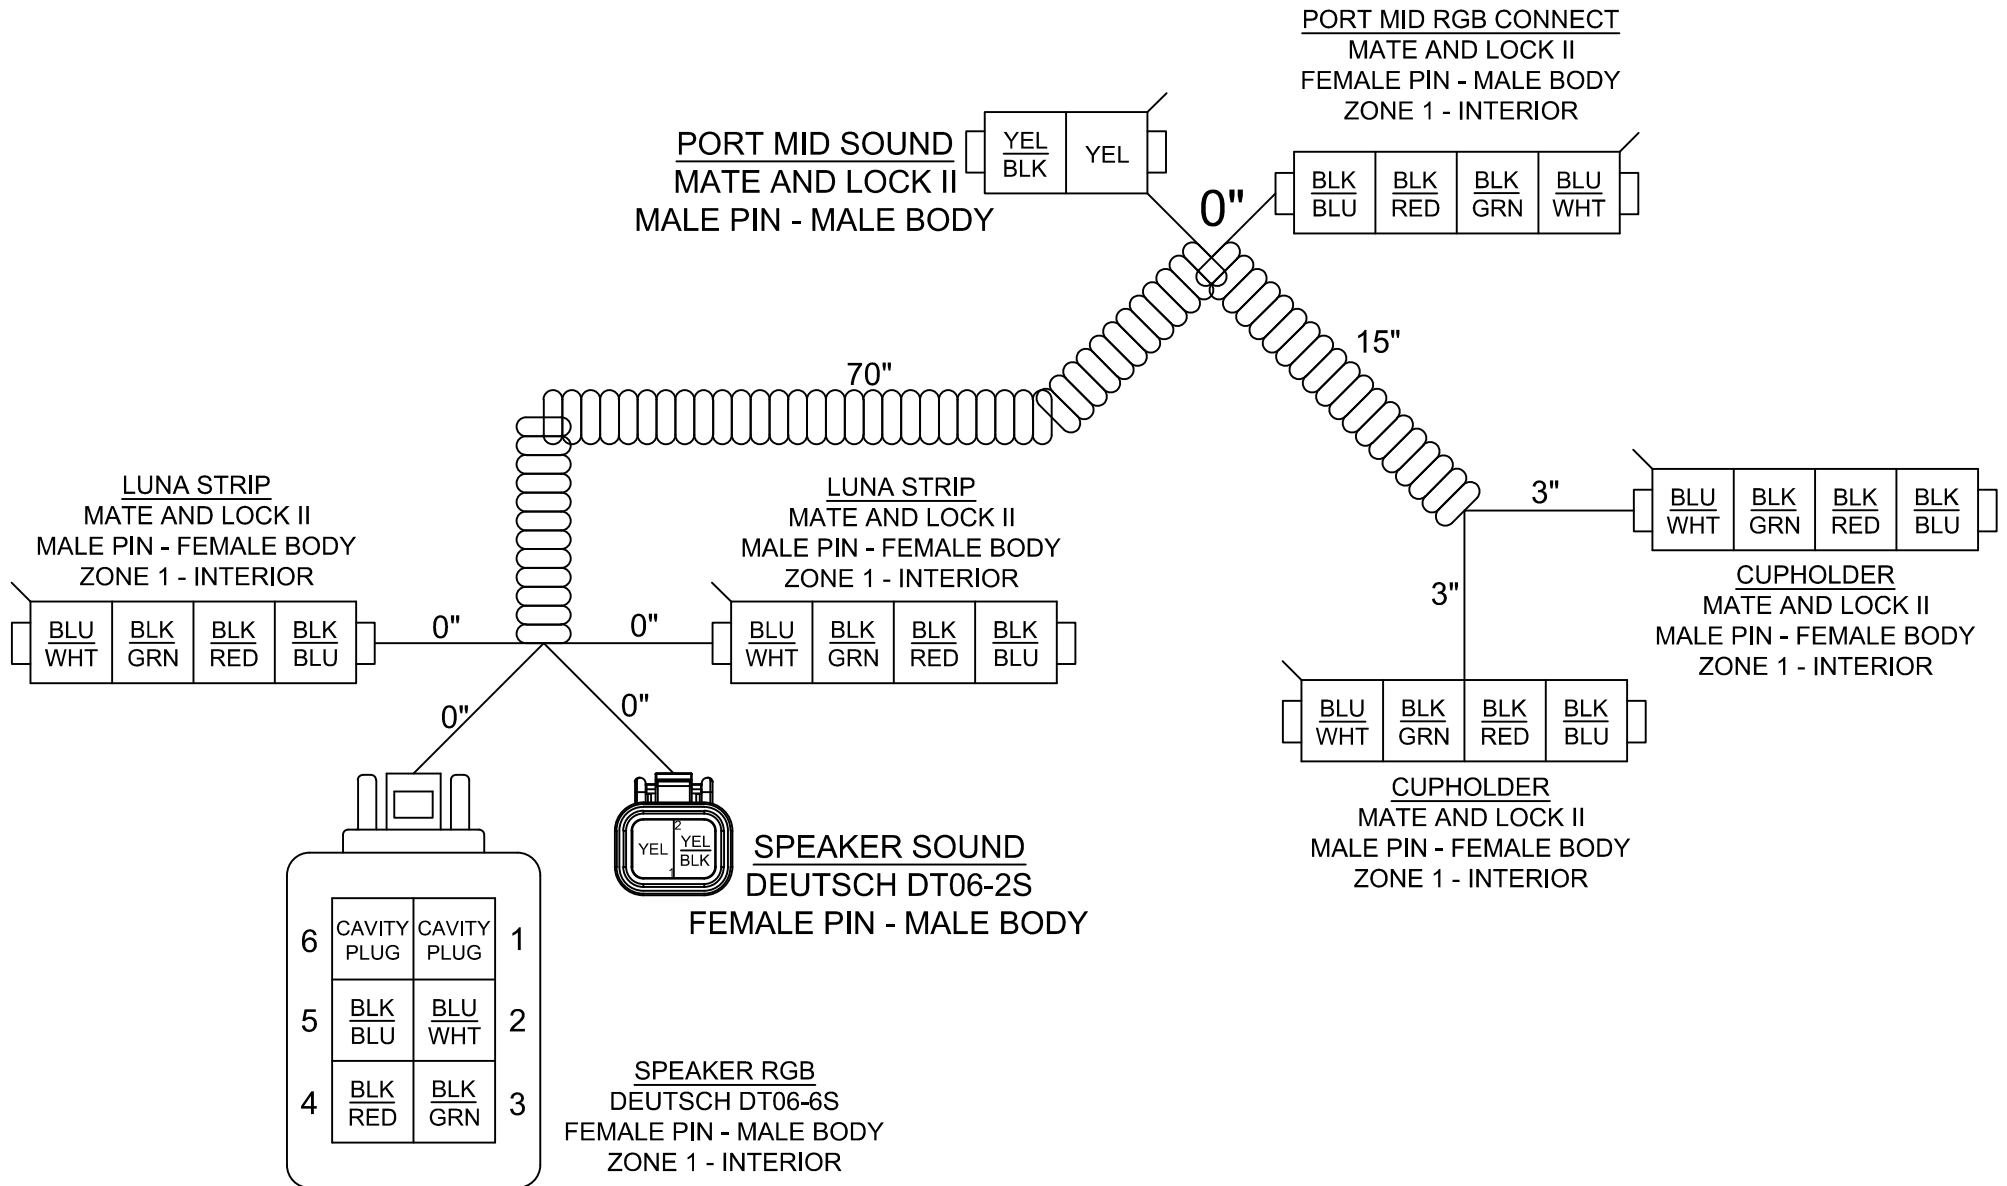 PORT MID RGB CONNECT
MATE AND LOCK II
FEMALE PIN - MALE BODY
ZONE 1 - INTERIOR
BLK
BLU
BLK
RED
BLK
GRN
BLU
WHT
PORT MID SOUND
MATE AND LOCK II
MALE PIN - MALE BODY
YEL
BLK
YEL
0"
15"
70"
LUNA STRIP
MATE AND LOCK II
MALE PIN - FEMALE BODY
ZONE 1 - INTERIOR
BLU
WHT
BLK
GRN
BLK
RED
BLK
BLU
0"
LUNA STRIP
MATE AND LOCK II
MALE PIN - FEMALE BODY
ZONE 1 - INTERIOR
0"
BLU
WHT
BLK
GRN
BLK
RED
BLK
BLU
3"
BLU
WHT
BLK
GRN
BLK
RED
BLK
BLU
CUPHOLDER
MATE AND LOCK II
MALE PIN - FEMALE BODY
ZONE 1 - INTERIOR
3"
BLU
WHT
BLK
GRN
BLK
RED
BLK
BLU
CUPHOLDER
MATE AND LOCK II
MALE PIN - FEMALE BODY
ZONE 1 - INTERIOR
0"
0"
YEL
1
2
YEL
BLK
SPEAKER SOUND
DEUTSCH DT06-2S
FEMALE PIN - MALE BODY
6
CAVITY
PLUG
CAVITY
PLUG
1
5
BLK
BLU
BLU
WHT
2
4
BLK
RED
BLK
GRN
3
SPEAKER RGB
DEUTSCH DT06-6S
FEMALE PIN - MALE BODY
ZONE 1 - INTERIOR